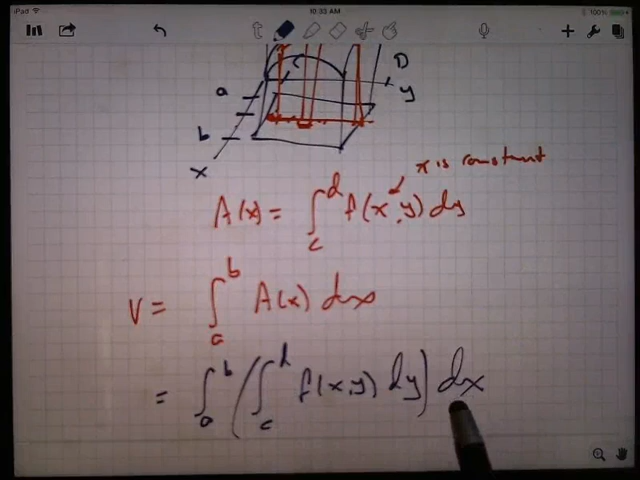 iPad
10:33 AM
100%
D
c
y
a
b
x
x is constant
A(x) = ∫_c^d f(x,y) dy
V = ∫_a^b A(x) dx
= ∫_a^b (∫_c^d f(x,y) dy) dx